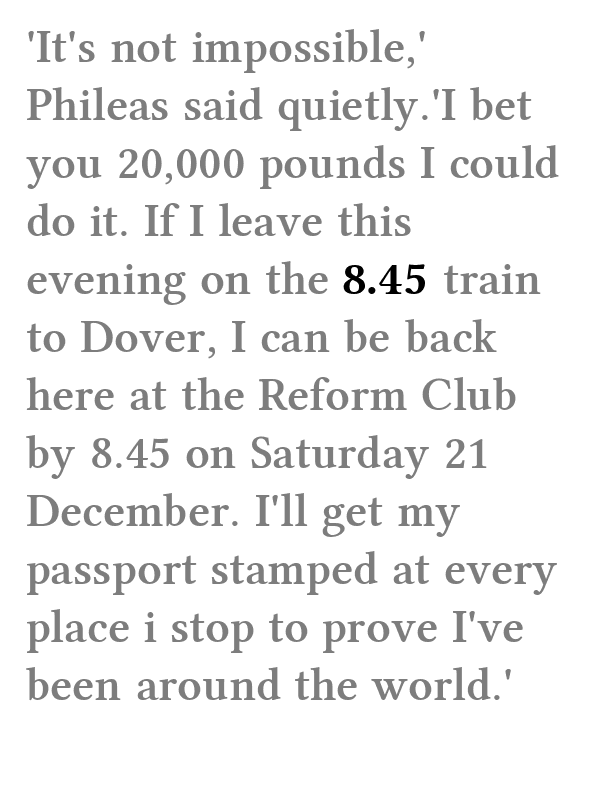 'It's not impossible,'
Phileas said quietly.'I bet
you 20,000 pounds I could
do it. If I leave this
evening on the 8.45 train
to Dover, I can be back
here at the Reform Club
by 8.45 on Saturday 21
December. I'll get my
passport stamped at every
place i stop to prove I've
been around the world.'